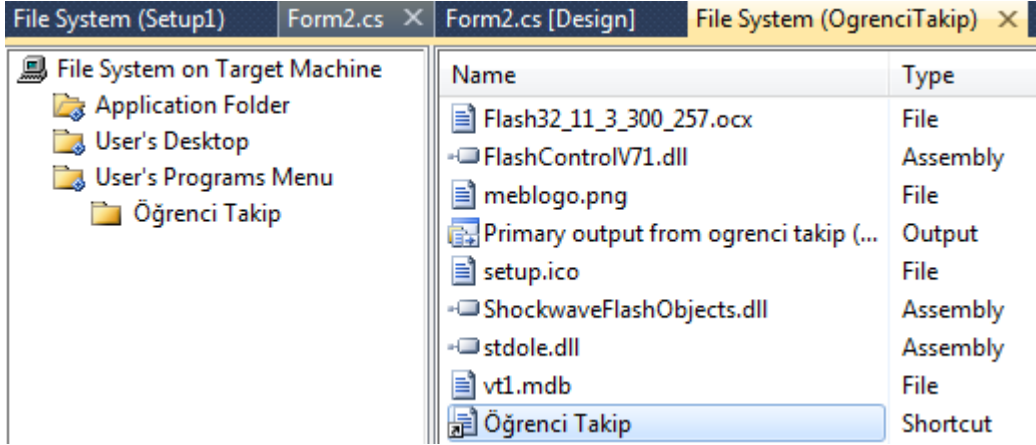 File System (Setup1) Form2.cs Form2.cs [Design] File System (OgrenciTakip)
File System on Target Machine
Application Folder
User's Desktop
User's Programs Menu
Öğrenci Takip
Name Type
Flash32_11_3_300_257.ocx File
FlashControlV71.dll Assembly
meblogo.png File
Primary output from ogrenci takip (... Output
setup.ico File
ShockwaveFlashObjects.dll Assembly
stdole.dll Assembly
vt1.mdb File
Öğrenci Takip Shortcut